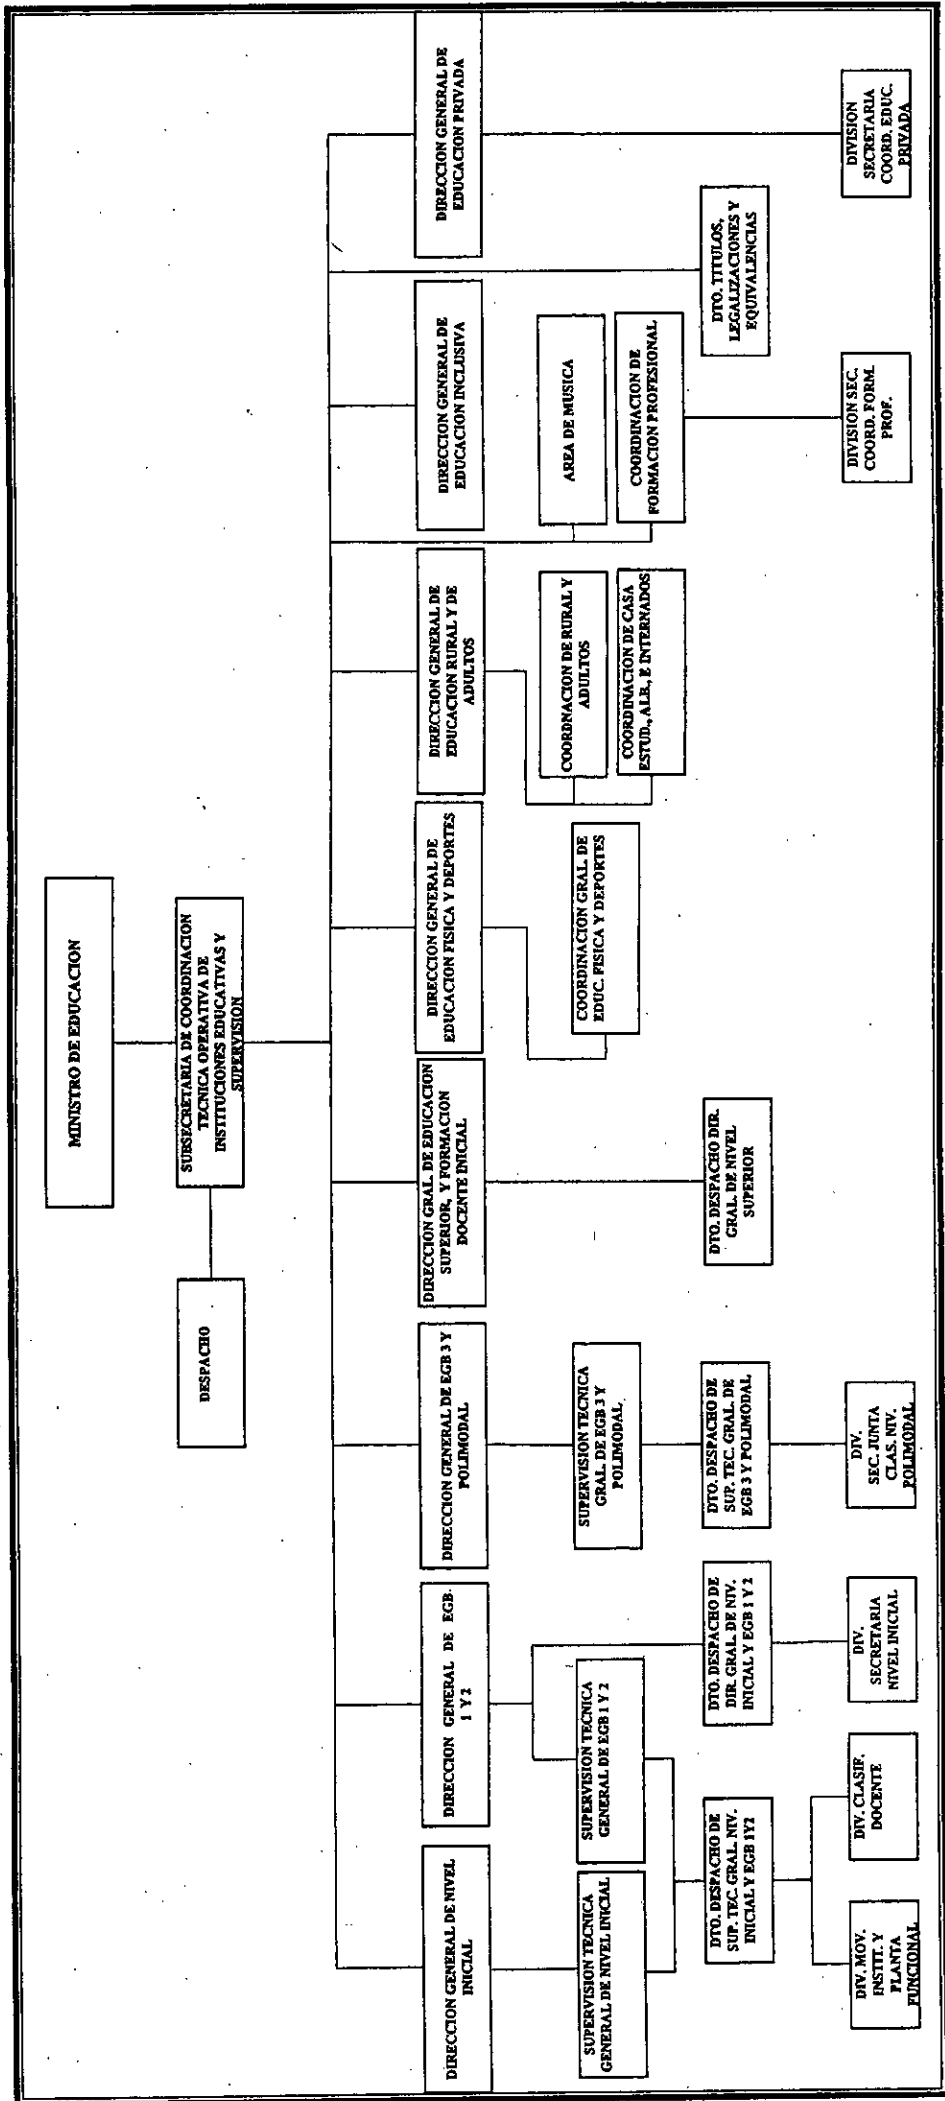 MINISTRO DE EDUCACION
SUBSECRETARIA DE COORDINACION
TECNICA OPERATIVA DE
INSTITUCIONES EDUCATIVAS Y
SUPERVISION
DESPACHO
DIRECCION GENERAL DE NIVEL
INICIAL
DIRECCION GENERAL DE EGB.
1 Y 2
DIRECCION GENERAL DE EGB 3 Y
POLIMODAL
DIRECCION GRAL. DE EDUCACION
SUPERIOR, Y FORMACION
DOCENTE INICIAL
DIRECCION GENERAL DE
EDUCACION FISICA Y DEPORTES
DIRECCION GENERAL DE
EDUCACION RURAL Y DE
ADULTOS
DIRECCION GENERAL DE
EDUCACION INCLUSIVA
DIRECCION GENERAL DE
EDUCACION PRIVADA
SUPERVISION TECNICA
GENERAL DE NIVEL INICIAL
SUPERVISION TECNICA
GENERAL DE EGB 1 Y 2
SUPERVISION TECNICA
GRAL. DE EGB 3 Y
POLIMODAL
COORDINACION GRAL. DE
EDUC. FISICA Y DEPORTES
COORDNACION DE RURAL Y
ADULTOS
COORDINACION DE CASA
ESTUD., ALB., E INTERNADOS
AREA DE MUSICA
COORDINACION DE
FORMACION PROFESIONAL
DTO. DESPACHO DE
SUP. TEC. GRAL. NIV.
INICIAL Y EGB 1Y2
DTO. DESPACHO DE
DIR. GRAL. DE NIV.
INICIAL Y EGB 1 Y 2
DTO. DESPACHO DE
SUP. TEC. GRAL. DE
EGB 3 Y POLIMODAL
DTO. DESPACHO DIR.
GRAL. DE NIVEL
SUPERIOR
DTO. TITULOS,
LEGALIZACIONES Y
EQUIVALENCIAS
DIV. MOV.
INSTIT. Y
PLANTA
FUNCIONAL
DIV. CLASIF.
DOCENTE
DIV.
SECRETARIA
NIVEL INICIAL
DIV.
SEC. JUNTA
CLAS. NIV.
POLIMODAL
DIVISION SEC.
COORD. FORM.
PROF.
DIVISION
SECRETARIA
COORD. EDUC.
PRIVADA